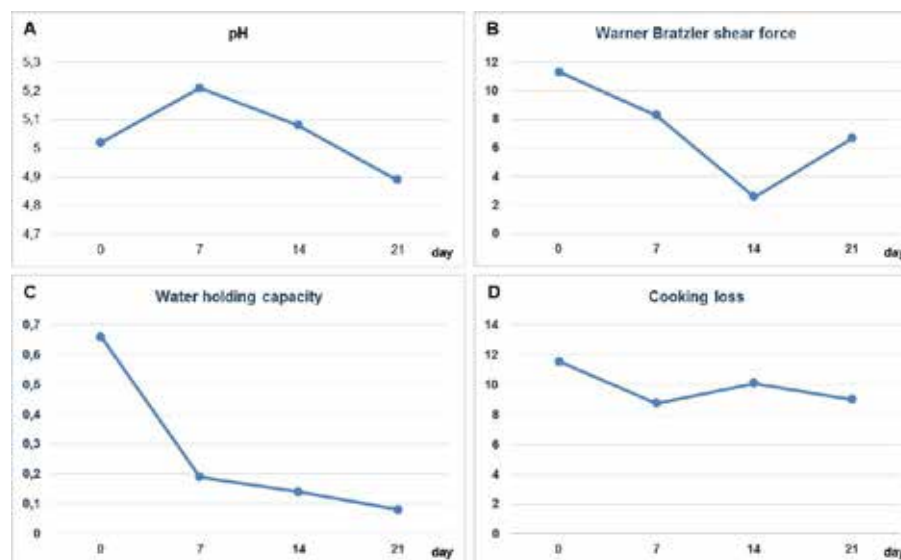 A
pH
5,3
5,2
5,1
5
4,9
4,8
4,7
0 7 14 21 day
B
Warner Bratzler shear force
12
10
8
6
4
2
0
0 7 14 21 day
C
Water holding capacity
0,7
0,6
0,5
0,4
0,3
0,2
0,1
0
0 7 14 21 day
D
Cooking loss
14
12
10
8
6
4
2
0
0 7 14 21 day